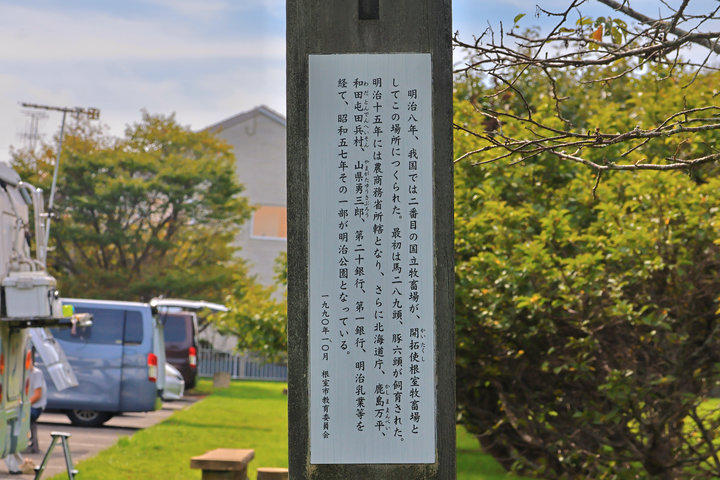 明治八年、我国では二番目の国立牧畜場が、開拓使根室牧畜場と
してこの場所につくられた。最初は馬二八九頭、豚六頭が飼育された。
明治十五年には農商務省所轄となり、さらに北海道庁、鹿島万平、
和田屯田兵村、山県勇三郎、第二十銀行、第一銀行、明治乳業等を
経て、昭和五七年その一部が明治公園となっている。
一九九〇年一〇月 根室市教育委員会